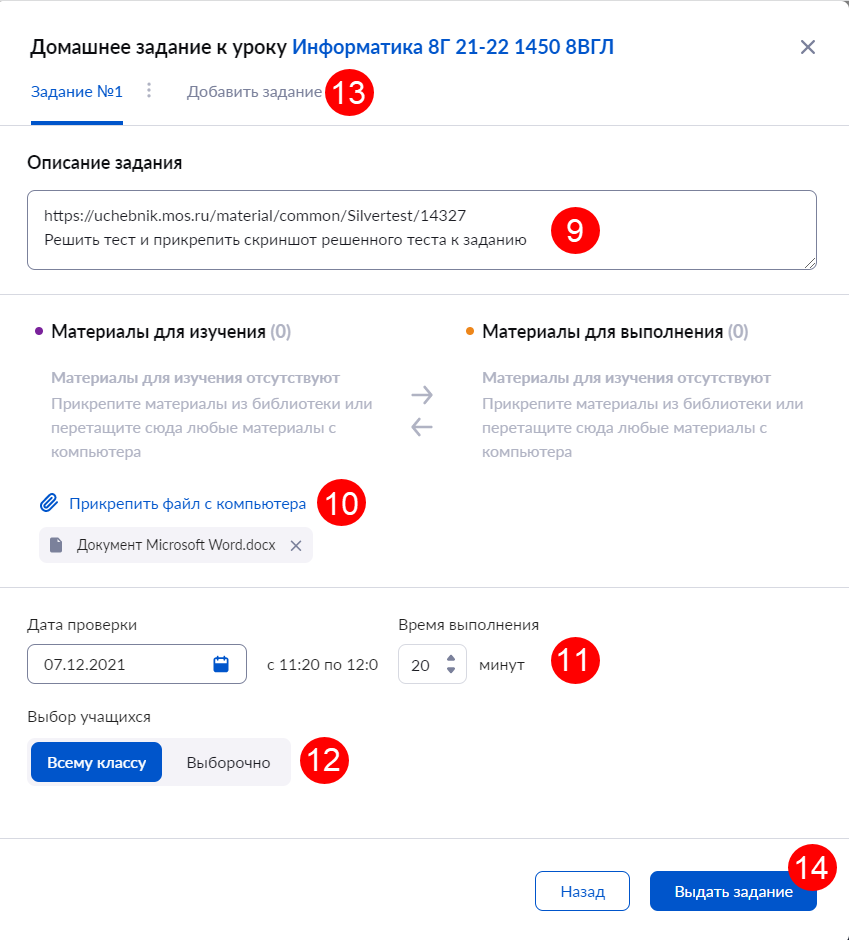 Домашнее задание к уроку Информатика 8Г 21-22 1450 8ВГЛ
Задание №1 Добавить задание 13
Описание задания
https://uchebnik.mos.ru/material/common/Silvertest/14327
Решить тест и прикрепить скриншот решенного теста к заданию
9
Материалы для изучения (0)
Материалы для изучения отсутствуют
Прикрепите материалы из библиотеки или
перетащите сюда любые материалы с
компьютера
Материалы для выполнения (0)
Материалы для изучения отсутствуют
Прикрепите материалы из библиотеки или
перетащите сюда любые материалы с
компьютера
Прикрепить файл с компьютера 10
Документ Microsoft Word.docx
Дата проверки Время выполнения
07.12.2021 с 11:20 по 12:0 20 минут 11
Выбор учащихся
Всему классу Выборочно 12
14
Назад Выдать задание